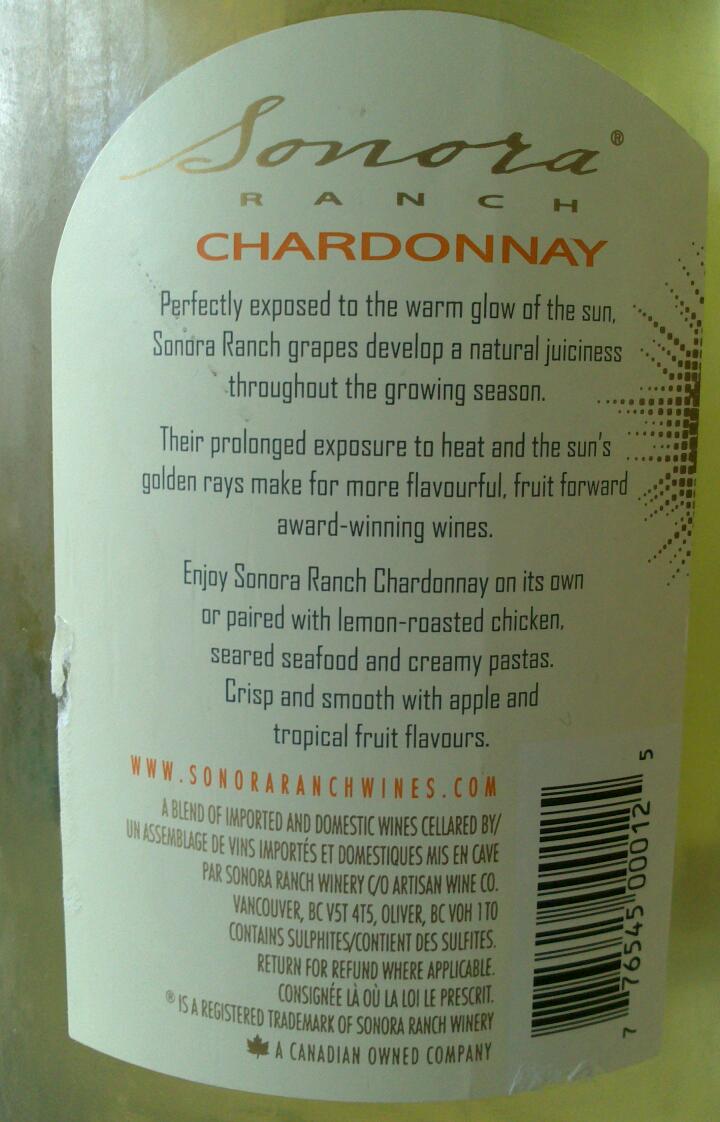 Sonora®
RANCH
CHARDONNAY
Perfectly exposed to the warm glow of the sun,
Sonora Ranch grapes develop a natural juiciness
throughout the growing season.
Their prolonged exposure to heat and the sun's
golden rays make for more flavourful, fruit forward
award-winning wines.
Enjoy Sonora Ranch Chardonnay on its own
or paired with lemon-roasted chicken,
seared seafood and creamy pastas.
Crisp and smooth with apple and
tropical fruit flavours.
WWW.SONORARANCHWINES.COM
A BLEND OF IMPORTED AND DOMESTIC WINES CELLARED BY/
UN ASSEMBLAGE DE VINS IMPORTÉS ET DOMESTIQUES MIS EN CAVE
PAR SONORA RANCH WINERY C/O ARTISAN WINE CO.
VANCOUVER, BC V5T 4T5, OLIVER, BC V0H 1T0
CONTAINS SULPHITES/CONTIENT DES SULFITES.
RETURN FOR REFUND WHERE APPLICABLE.
CONSIGNÉE LÀ OÙ LA LOI LE PRESCRIT.
® IS A REGISTERED TRADEMARK OF SONORA RANCH WINERY
A CANADIAN OWNED COMPANY
7 76545 00012 5